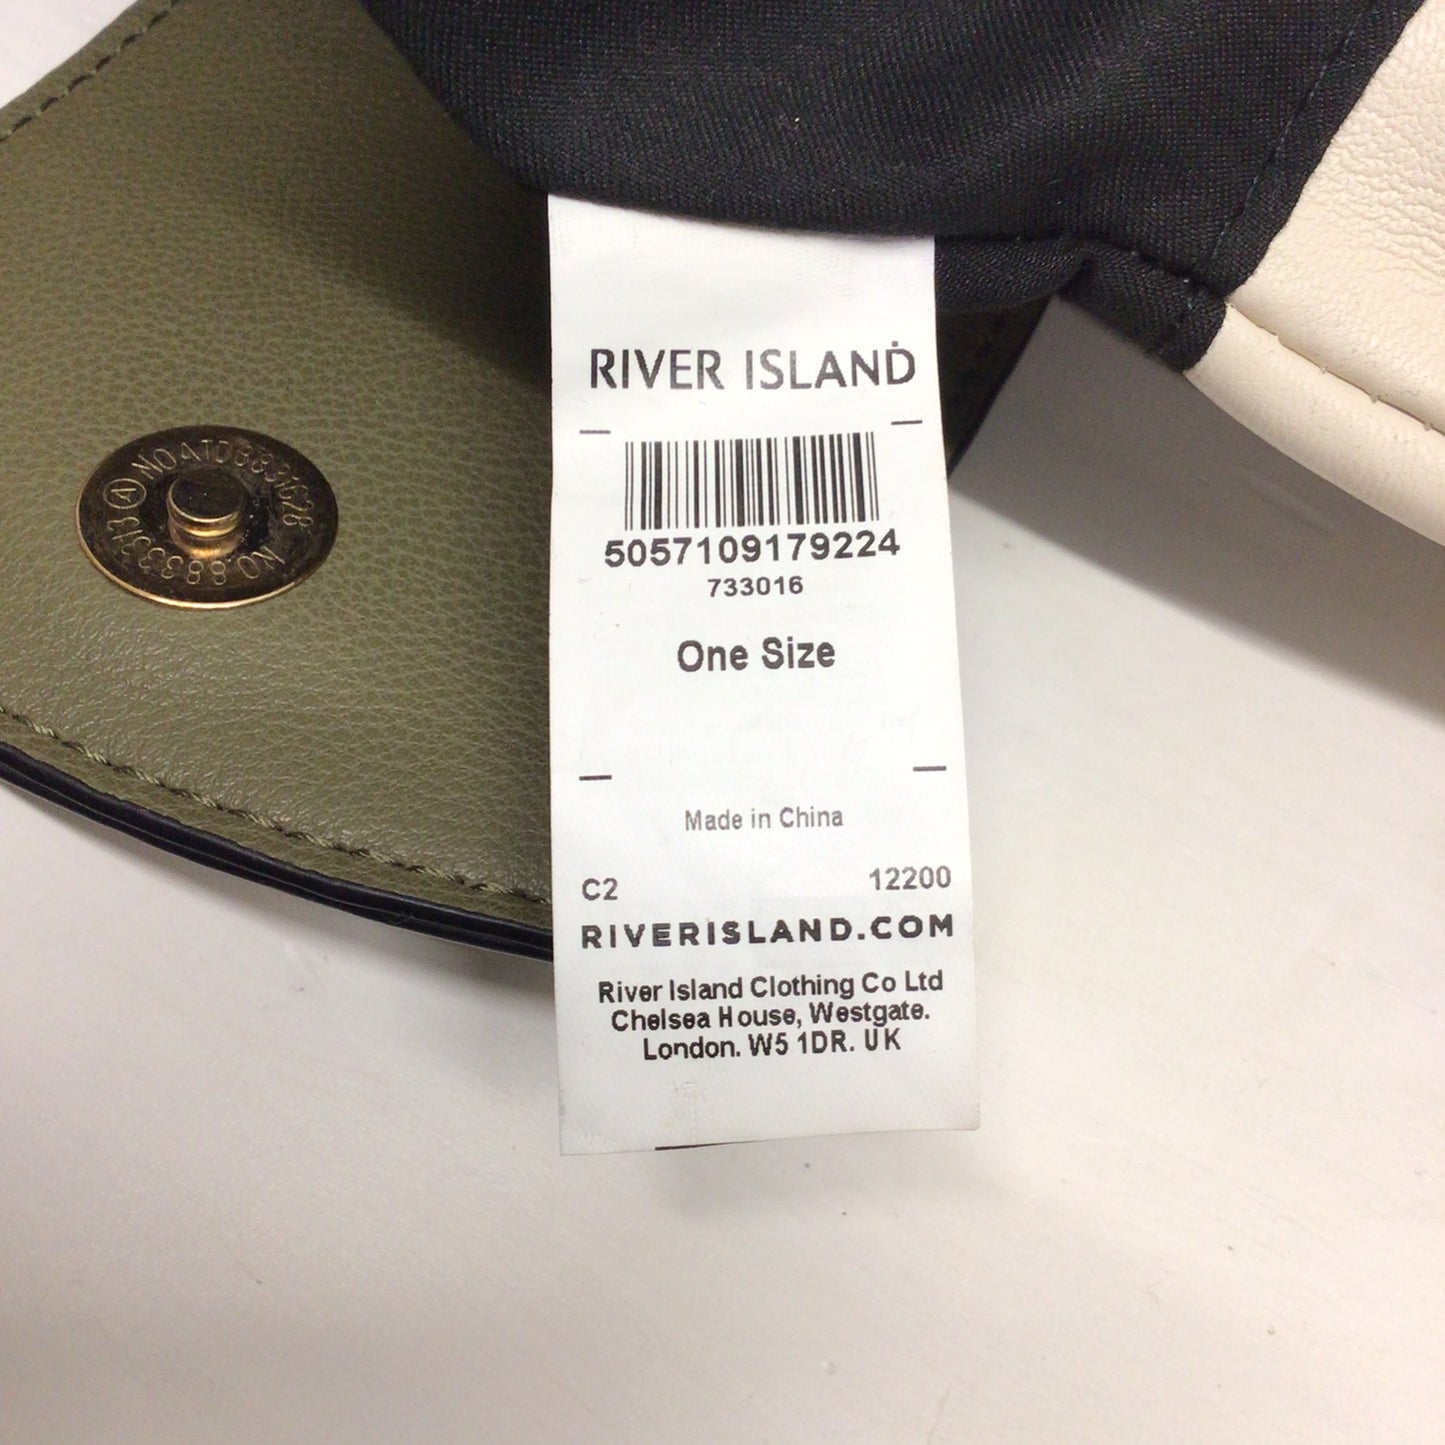 RIVER ISLAND
5057109179224
733016
One Size
Made in China
C2 12200
RIVERISLAND.COM
River Island Clothing Co Ltd
Chelsea House, Westgate.
London. W5 1DR. UK